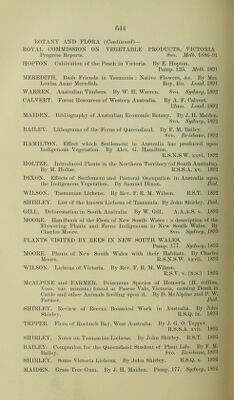 644
BOTANY AND FLORA (Continued)—
ROYAL COMMISSION ON VEGETABLE PRODUCTS, VICTORIA
Progress Reports. 8vo. Melb. 1886-91
HOPTON. Cultivation of the Peach in Victoria. By E. Hopton.
Pamp. 125. Melb. 1891
MEREDITH. Bush Friends in Tasmania: Native Flowers, &c. By Mrs
Louisa Anne Meredith. Roy. 4to. Lond. 1891
WARREN. Australian Timbers. By W. H. Warren. 8vo. Sydney, 1892
CALVERT. Forest Resources of Western Australia. By A. F. Calvert.
12mo. Lond. 1892
MAIDEN. Bibliography of Australian Economic Botany. By J. H. Maiden.
8vo. Sydney, 1892
BAILEY. Lithograms of the Ferns of Queensland. By F. M. Bailey.
8vo. Brisbane, 1892
HAMILTON. Effect which Settlement in Australia has produced upon
Indigenous Vegetation. By Alex. G. Hamilton.
R.S.N.S.W. xxvi. 1892
HOLTZE. Introduced Plants in the Northern Territory (of South Australia).
By M. Holtze. R.S.S.A. xv. 1892
DIXON. Effects of Settlement and Pastoral Occupation in Australia upon
the Indigenous Vegetation. By Samuel Dixon. Ibid.
WILSON. Tasmanian Lichens. By Rev. F. R. M. Wilson. R.S.T. 1892
SHIRLEY. List of the known Lichens of Tasmania. By John Shirley. Ibid.
GILL. Deforestation in South Australia. By W. Gill. A.A.A.S. v. 1893
MOORE. Handbook of the Flora of New South Wales: a description of the
Flowering Plants and Ferns Indigenous to New South Wales. By
Charles Moore. 8vo. Sydney, 1893
PLANTS VISITED BY BEES IN NEW SOUTH WALES.
Pamp. 177. Sydney, 1893
MOORE. Plants of New South Wales with their Habitats. By Charles
Moore. R.S.N.S.W. xxvii. 1893
WILSON. Lichens of Victoria. By Rev. F. R. M. Wilson.
R.S.V. v. (N.S.) 1893
McALPINE and FARMER. Poisonous Species of Homeria (H. collina,
Vent. var. miniata) found at Pascoe Vale, Victoria, causing Death in
Cattle and other Animals feeding upon it. By D. McAlpine and P. W.
Farmer. Ibid.
SHIRLEY. Review of Recent Botanical Work in Australia. By John
Shirley. R.S.Q. ix. 1893
TEPPER. Flora of Roebuck Bay, West Australia. By J. G. O. Tepper.
R.S.S.A. xvii. 1893
SHIRLEY. Notes on Tasmanian Lichens. By John Shirley. R.S.T. 1893
BAILEY. Companion for the Queensland Student of Plant Life. By F. M.
Bailey. 8vo. Brisbane, 1893
SHIRLEY. Some Victoria Lichens. By John Shirley. R.S.Q. x. 1894
MAIDEN. Grass Tree Gum. By J. H. Maiden. Pamp. 177. Sydney, 1894